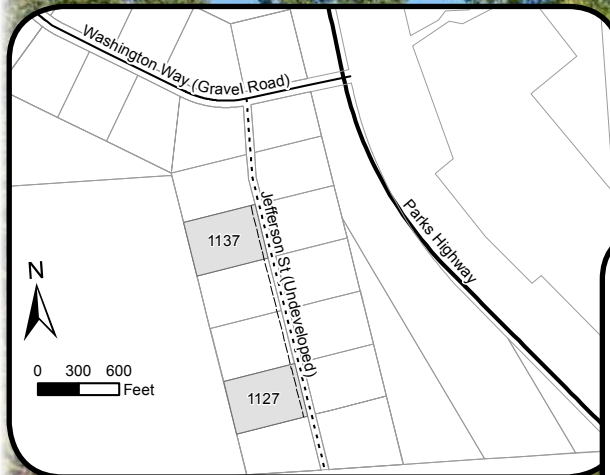 Washington Way (Gravel Road)
Jefferson St (Undeveloped)
Parks Highway
1137
N
0 300 600
Feet
1127